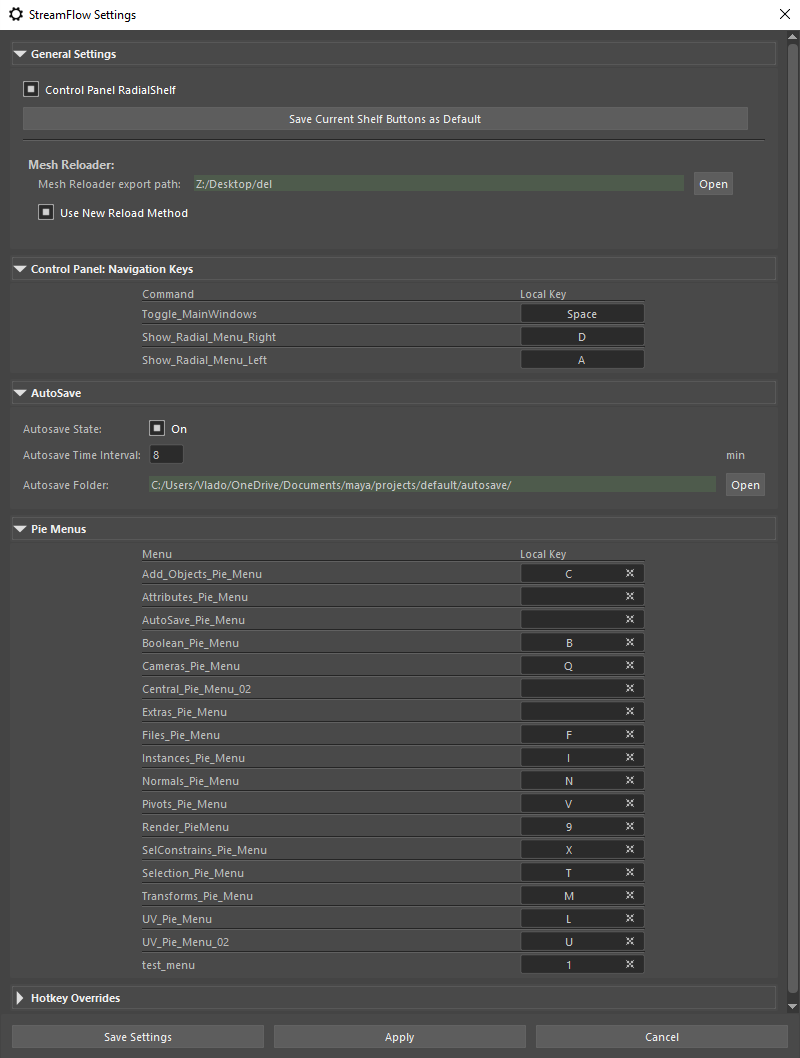 StreamFlow Settings
General Settings
Control Panel RadialShelf
Save Current Shelf Buttons as Default
Mesh Reloader:
Mesh Reloader export path: Z:/Desktop/del Open
Use New Reload Method
Control Panel: Navigation Keys
Command Local Key
Toggle_MainWindows Space
Show_Radial_Menu_Right D
Show_Radial_Menu_Left A
AutoSave
Autosave State: On
Autosave Time Interval: 8 min
Autosave Folder: C:/Users/Vlado/OneDrive/Documents/maya/projects/default/autosave/ Open
Pie Menus
Menu Local Key
Add_Objects_Pie_Menu C
Attributes_Pie_Menu
AutoSave_Pie_Menu
Boolean_Pie_Menu B
Cameras_Pie_Menu Q
Central_Pie_Menu_02
Extras_Pie_Menu
Files_Pie_Menu F
Instances_Pie_Menu I
Normals_Pie_Menu N
Pivots_Pie_Menu V
Render_PieMenu 9
SelConstrains_Pie_Menu X
Selection_Pie_Menu T
Transforms_Pie_Menu M
UV_Pie_Menu L
UV_Pie_Menu_02 U
test_menu 1
Hotkey Overrides
Save Settings Apply Cancel